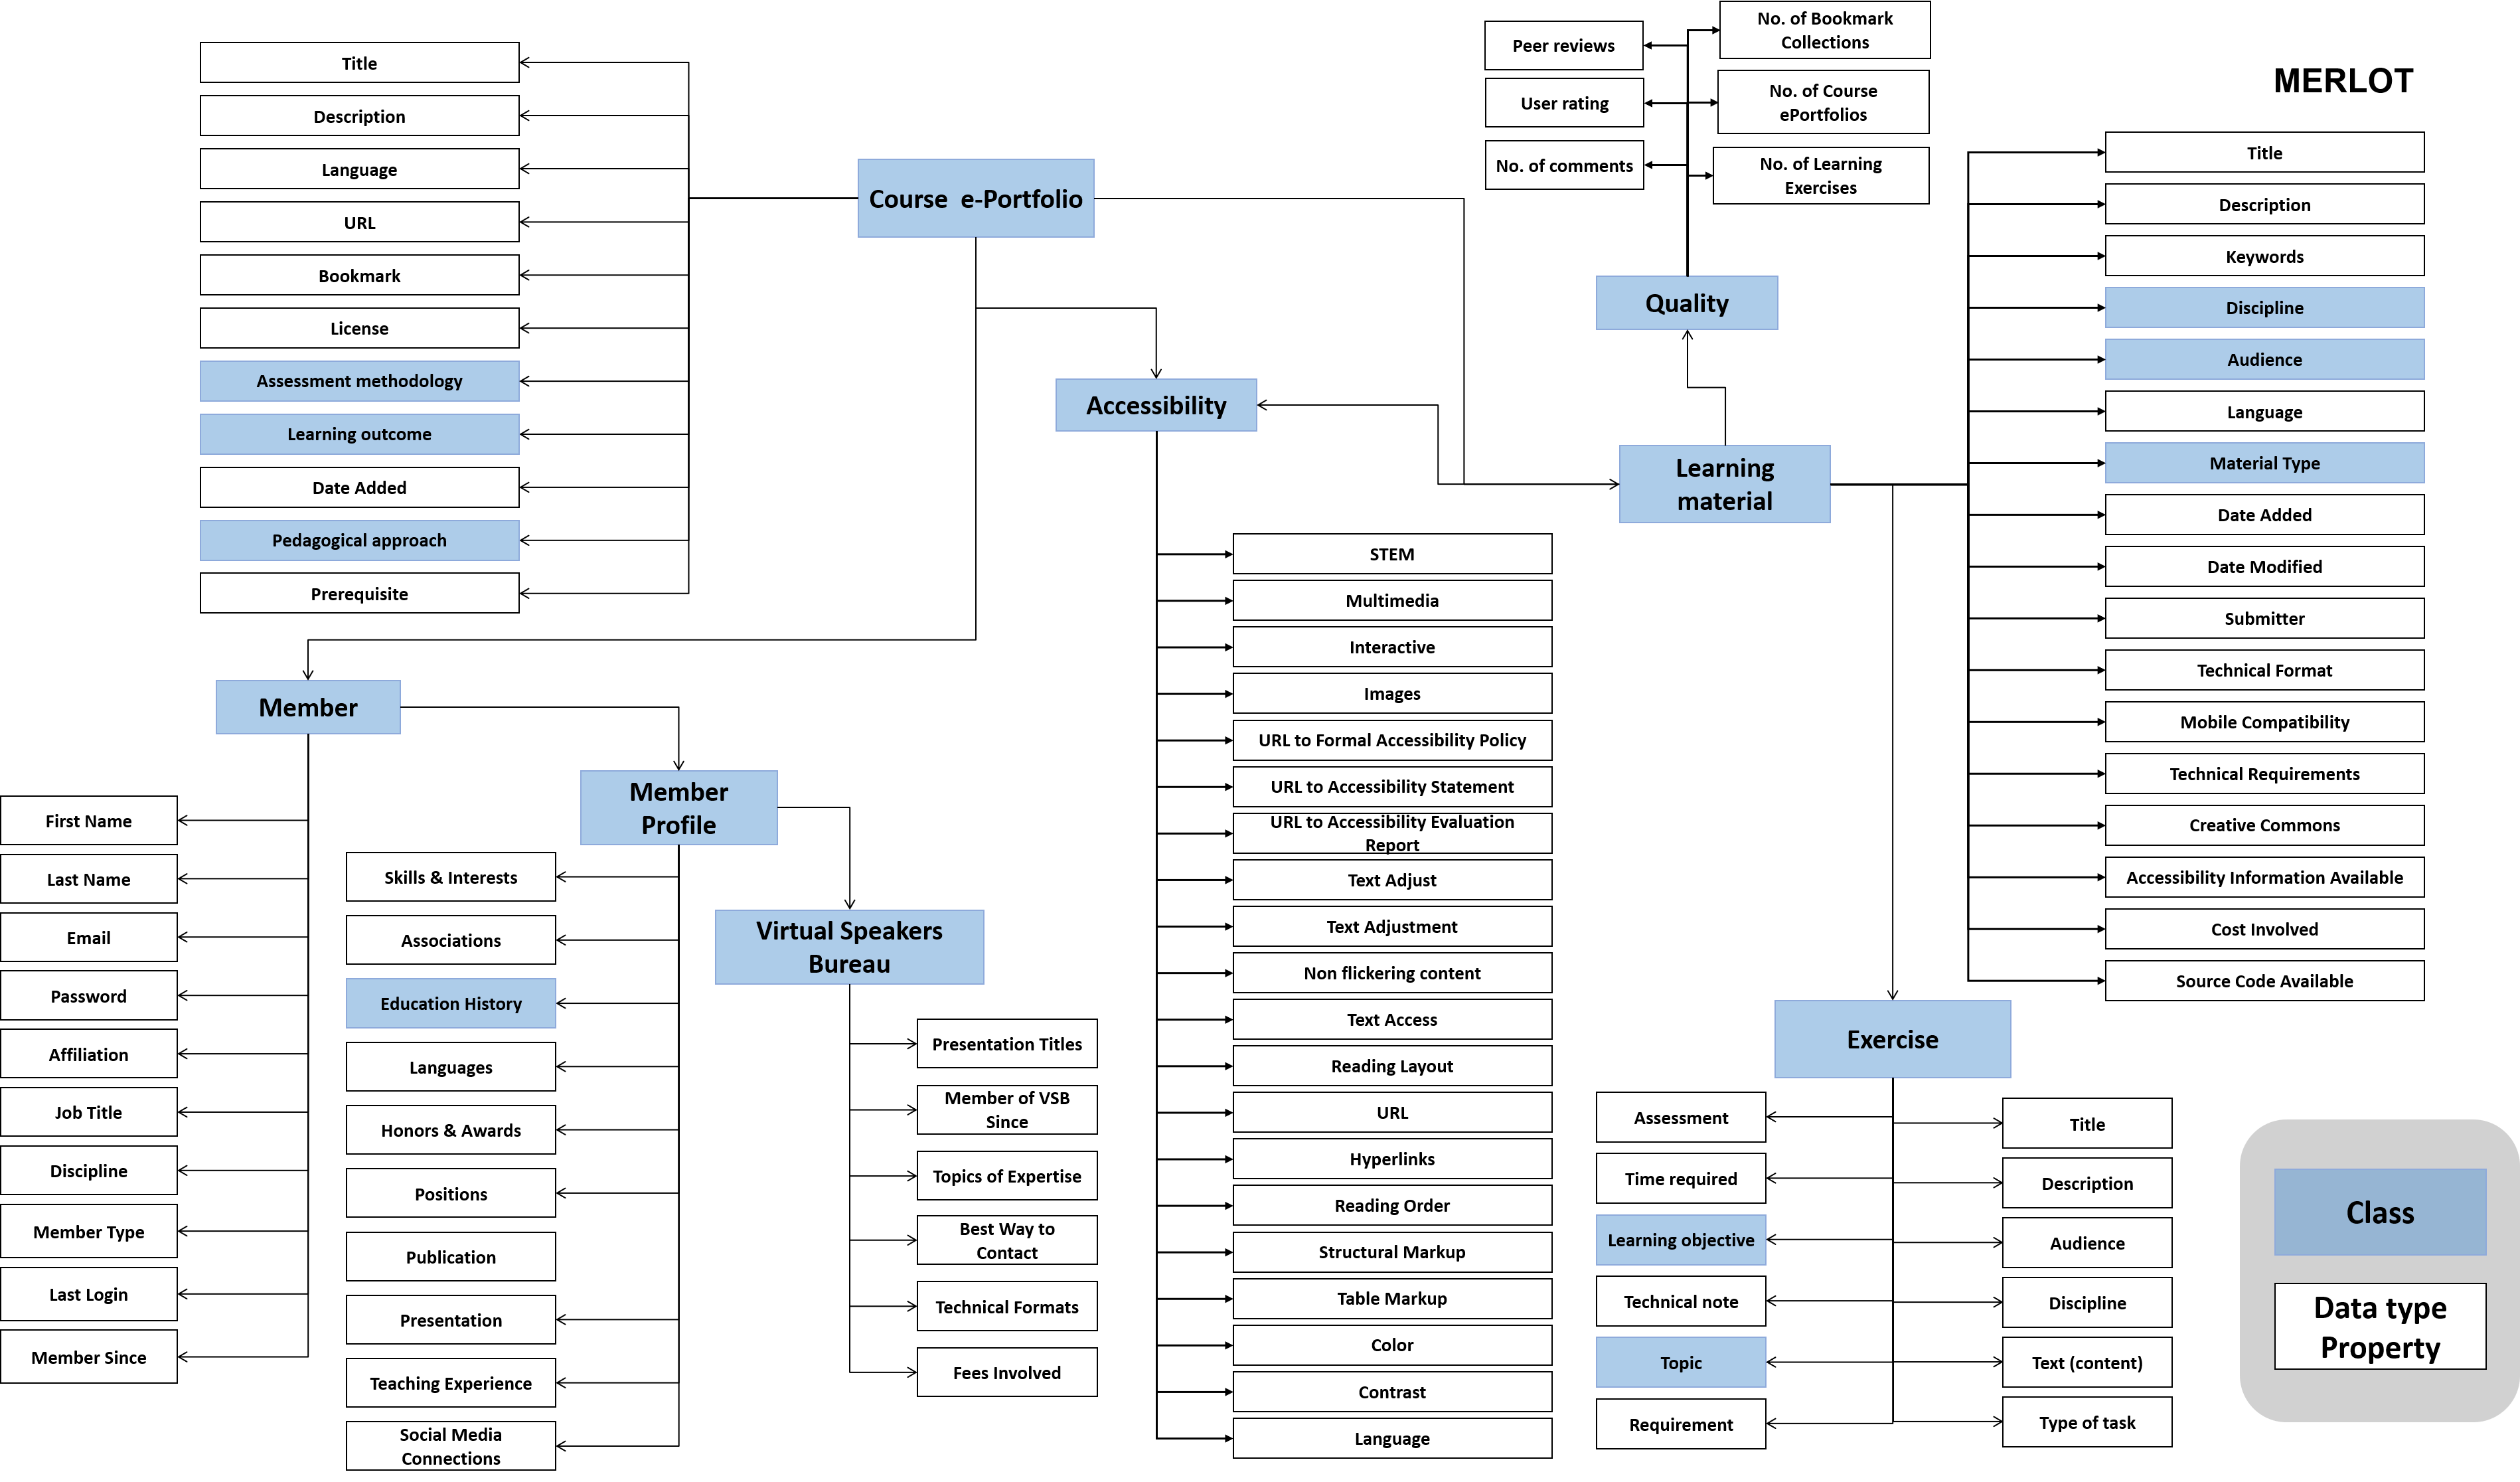 MERLOT
Title
Description
Language
URL
Bookmark
License
Assessment methodology
Learning outcome
Date Added
Pedagogical approach
Prerequisite
Course e-Portfolio
Peer reviews
User rating
No. of comments
No. of Bookmark
Collections
No. of Course
ePortfolios
No. of Learning
Exercises
Quality
Accessibility
Learning
material
Title
Description
Keywords
Discipline
Audience
Language
Material Type
Date Added
Date Modified
Submitter
Technical Format
Mobile Compatibility
Technical Requirements
Creative Commons
Accessibility Information Available
Cost Involved
Source Code Available
STEM
Multimedia
Interactive
Images
URL to Formal Accessibility Policy
URL to Accessibility Statement
URL to Accessibility Evaluation
Report
Text Adjust
Text Adjustment
Non flickering content
Text Access
Reading Layout
URL
Hyperlinks
Reading Order
Structural Markup
Table Markup
Color
Contrast
Language
Member
First Name
Last Name
Email
Password
Affiliation
Job Title
Discipline
Member Type
Last Login
Member Since
Member
Profile
Skills & Interests
Associations
Education History
Languages
Honors & Awards
Positions
Publication
Presentation
Teaching Experience
Social Media
Connections
Virtual Speakers
Bureau
Presentation Titles
Member of VSB
Since
Topics of Expertise
Best Way to
Contact
Technical Formats
Fees Involved
Exercise
Assessment
Time required
Learning objective
Technical note
Topic
Requirement
Title
Description
Audience
Discipline
Text (content)
Type of task
Class
Data type
Property